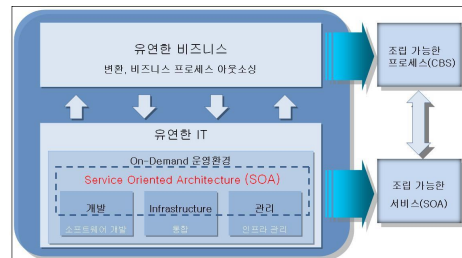 유연한 비즈니스
변환, 비즈니스 프로세스 아웃소싱
조립 가능한
프로세스(CBS)
유연한 IT
On-Demand 운영환경
Service Oriented Architecture (SOA)
개발
Infrastructure
관리
소프트웨어 개발
통합
인프라 관리
조립 가능한
서비스(SOA)